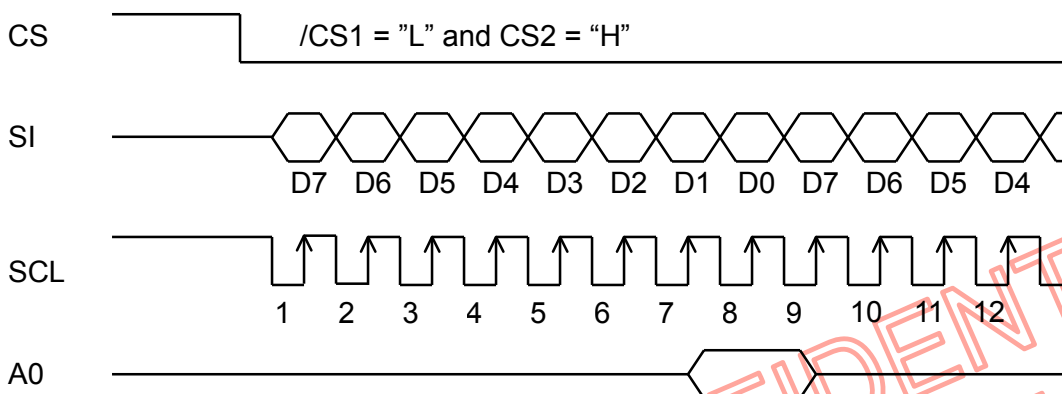 CS /CS1 = ”L” and CS2 = “H”
SI
D7 D6 D5 D4 D3 D2 D1 D0 D7 D6 D5 D4
SCL
1 2 3 4 5 6 7 8 9 10 11 12
A0